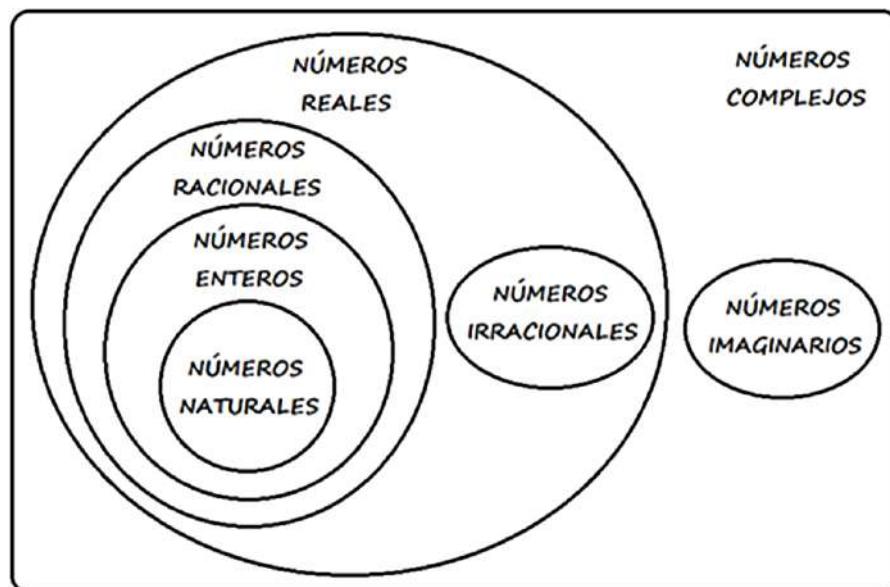 NÚMEROS
REALES
NÚMEROS
COMPLEJOS
NÚMEROS
RACIONALES
NÚMEROS
ENTEROS
NÚMEROS
IRRACIONALES
NÚMEROS
IMAGINARIOS
NÚMEROS
NATURALES